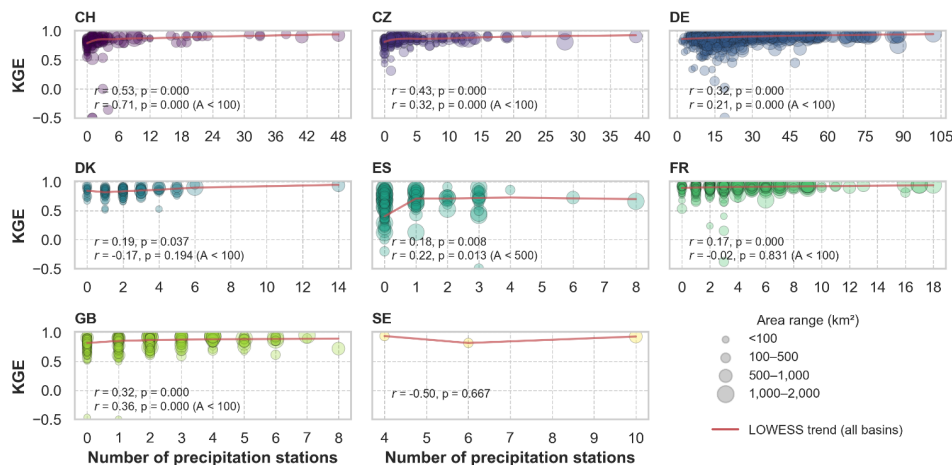 CH
CZ
DE
KGE
1.0
0.5
0.0
−0.5
r = 0.53, p = 0.000
r = 0.71, p = 0.000 (A < 100)
r = 0.43, p = 0.000
r = 0.32, p = 0.000 (A < 100)
r = 0.32, p = 0.000
r = 0.21, p = 0.000 (A < 100)
0 6 12 18 24 30 36 42 48
0 5 10 15 20 25 30 35 40
0 15 30 45 60 75 90 105
DK
ES
FR
KGE
1.0
0.5
0.0
−0.5
r = 0.19, p = 0.037
r = -0.17, p = 0.194 (A < 100)
r = 0.18, p = 0.008
r = 0.22, p = 0.013 (A < 500)
r = 0.17, p = 0.000
r = -0.02, p = 0.831 (A < 100)
0 2 4 6 8 10 12 14
0 1 2 3 4 5 6 7 8
0 2 4 6 8 10 12 14 16 18
GB
SE
KGE
1.0
0.5
0.0
−0.5
r = 0.32, p = 0.000
r = 0.36, p = 0.000 (A < 100)
r = -0.50, p = 0.667
0 1 2 3 4 5 6 7 8
4 5 6 7 8 9 10
Number of precipitation stations
Number of precipitation stations
Area range (km²)
<100
100–500
500–1,000
1,000–2,000
LOWESS trend (all basins)